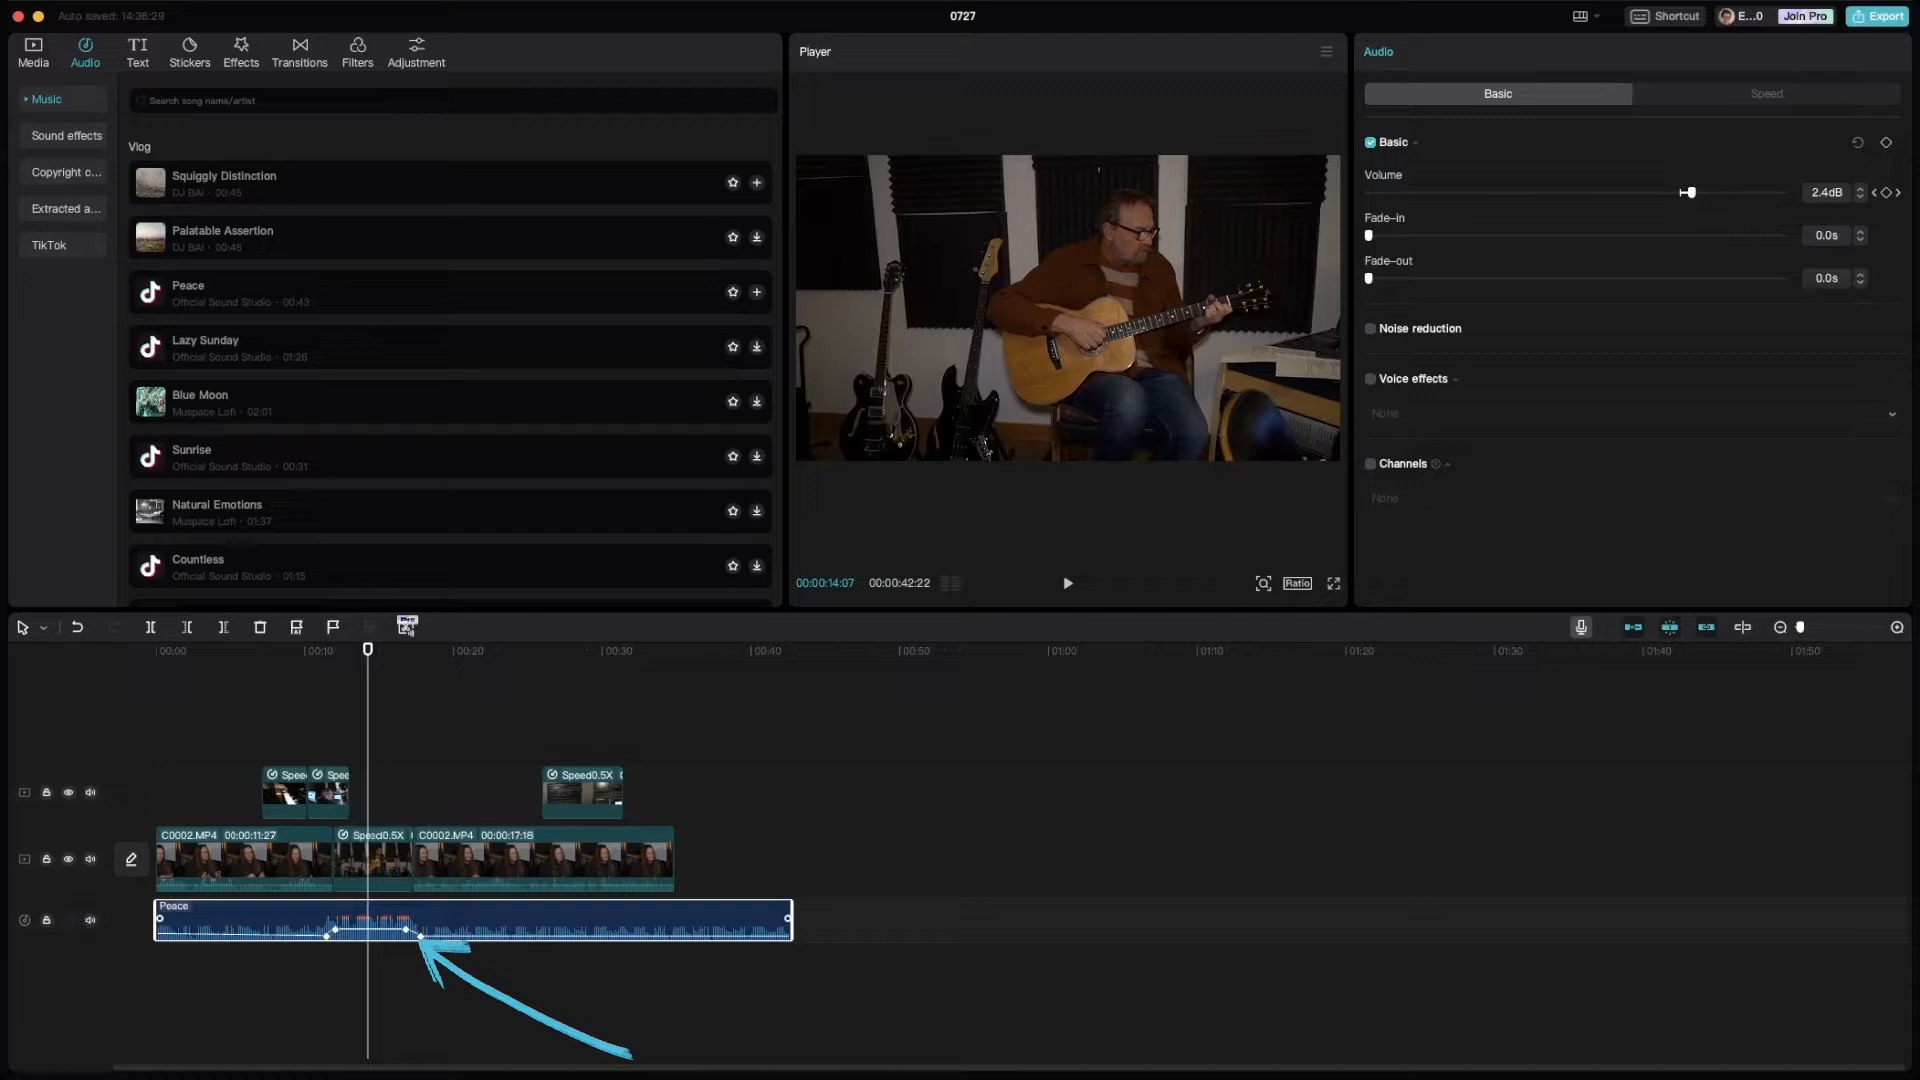 Auto saved: 14:36:29
0727
Shortcut
E...0
Join Pro
Export
Media
Audio
Text
Stickers
Effects
Transitions
Filters
Adjustment
Music
Sound effects
Copyright c...
Extracted a...
TikTok
Search song name/artist
Vlog
Squiggly Distinction
DJ BAI · 00:45
Palatable Assertion
DJ BAI · 00:45
Peace
Official Sound Studio · 00:43
Lazy Sunday
Official Sound Studio · 01:26
Blue Moon
Muspace Lofi · 02:01
Sunrise
Official Sound Studio · 00:31
Natural Emotions
Muspace Lofi · 01:37
Countless
Official Sound Studio · 01:15
Player
00:00:14:07
00:00:42:22
Ratio
Audio
Basic
Speed
Basic
Volume
2.4dB
Fade-in
0.0s
Fade-out
0.0s
Noise reduction
Voice effects
None
Channels
None
Pro
00:00
00:10
00:20
00:30
00:40
00:50
01:00
01:10
01:20
01:30
01:40
01:50
Spee
Spee
Speed0.5X
C0002.MP4 00:00:11:27
Speed0.5X
C0002.MP4 00:00:17:18
Peace